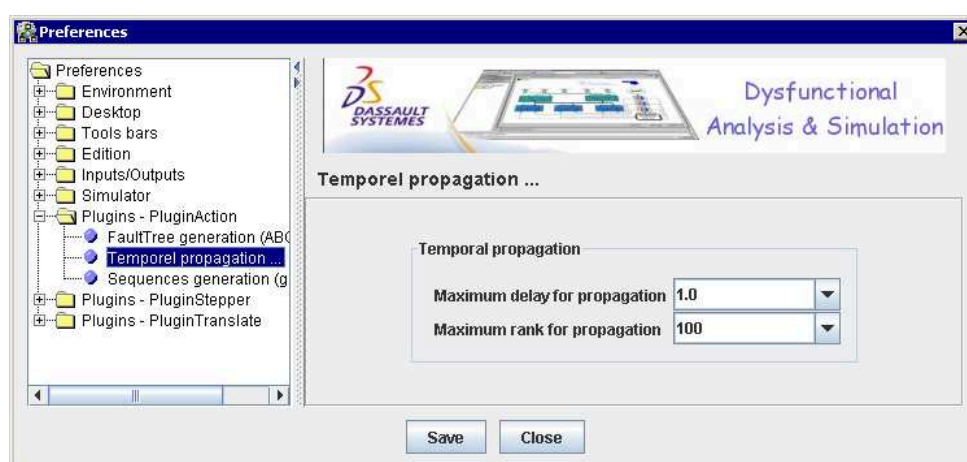 Preferences
Preferences
Environment
Desktop
Tools bars
Edition
Inputs/Outputs
Simulator
Plugins - PluginAction
FaultTree generation (ABO
Temporel propagation ...
Sequences generation (g
Plugins - PluginStepper
Plugins - PluginTranslate
DASSAULT
SYSTEMES
Dysfunctional
Analysis & Simulation
Temporel propagation ...
Temporal propagation
Maximum delay for propagation 1.0
Maximum rank for propagation 100
Save Close